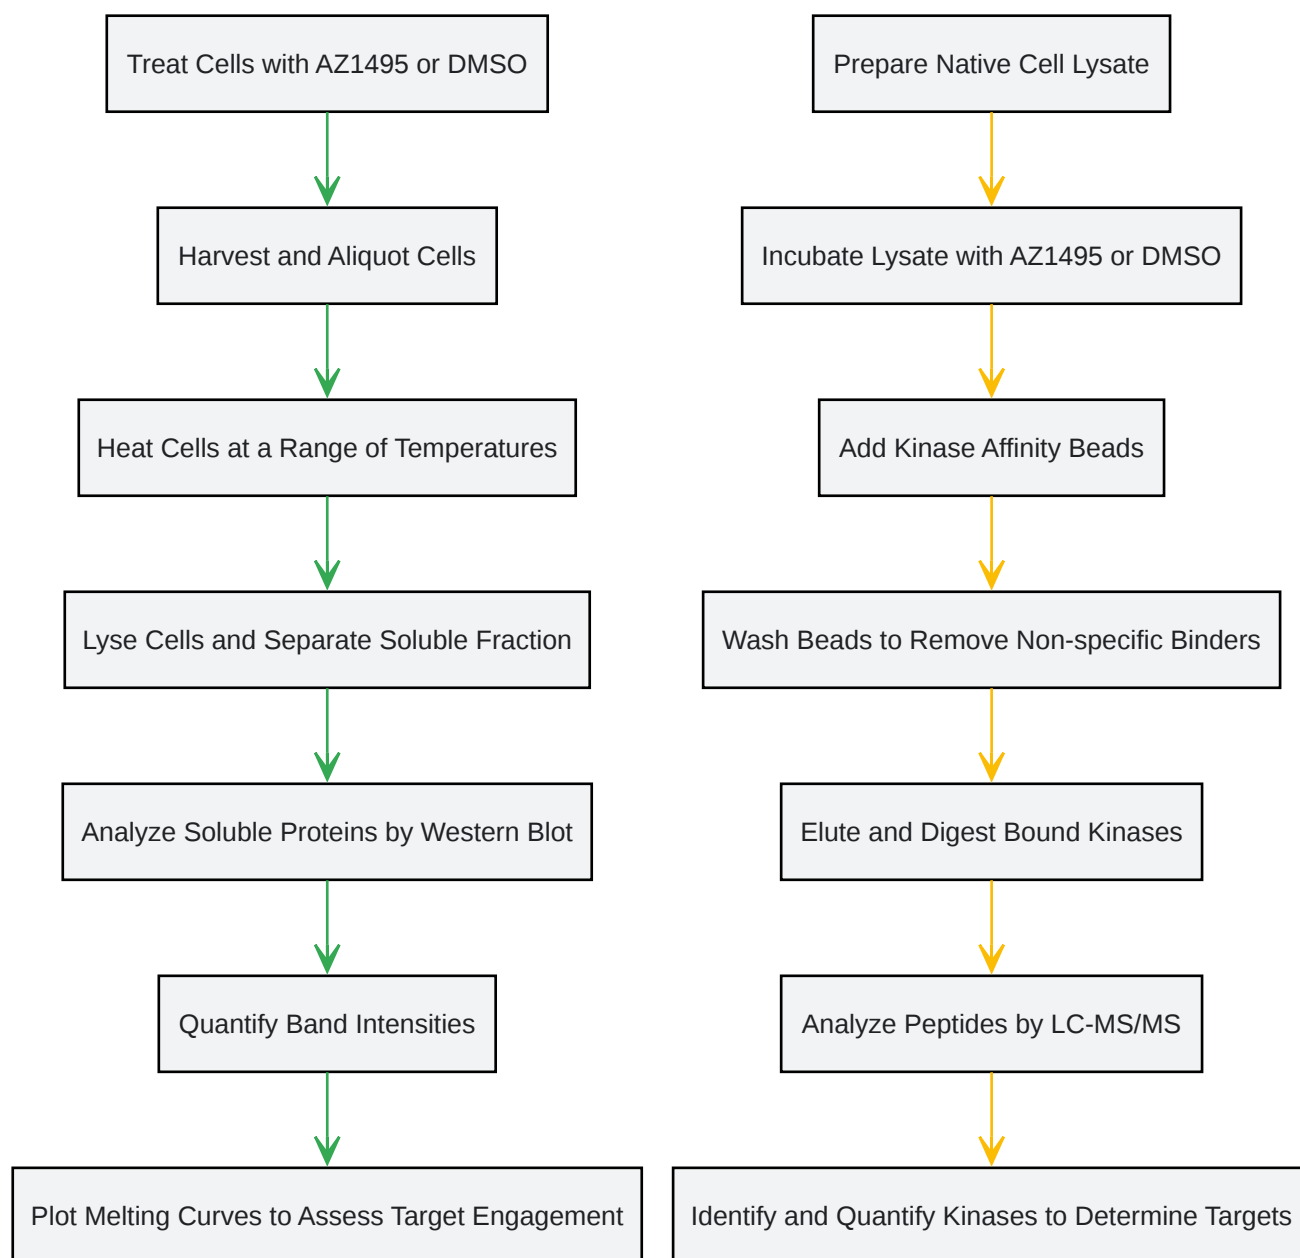 Treat Cells with AZ1495 or DMSO
Harvest and Aliquot Cells
Heat Cells at a Range of Temperatures
Lyse Cells and Separate Soluble Fraction
Analyze Soluble Proteins by Western Blot
Quantify Band Intensities
Plot Melting Curves to Assess Target Engagement
Prepare Native Cell Lysate
Incubate Lysate with AZ1495 or DMSO
Add Kinase Affinity Beads
Wash Beads to Remove Non-specific Binders
Elute and Digest Bound Kinases
Analyze Peptides by LC-MS/MS
Identify and Quantify Kinases to Determine Targets